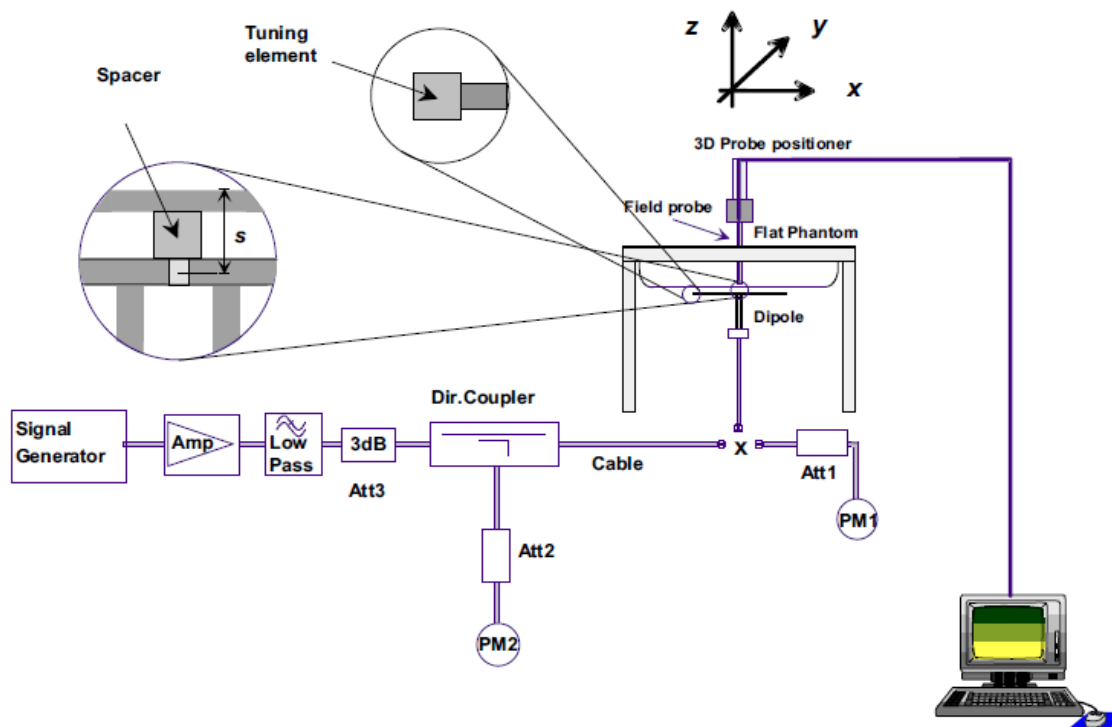 Tuning
element
Spacer
s
z
y
x
3D Probe positioner
Field probe
Flat Phantom
Dipole
Dir.Coupler
Signal
Generator
Amp
Low
Pass
3dB
Att3
Cable
X
Att1
PM1
Att2
PM2